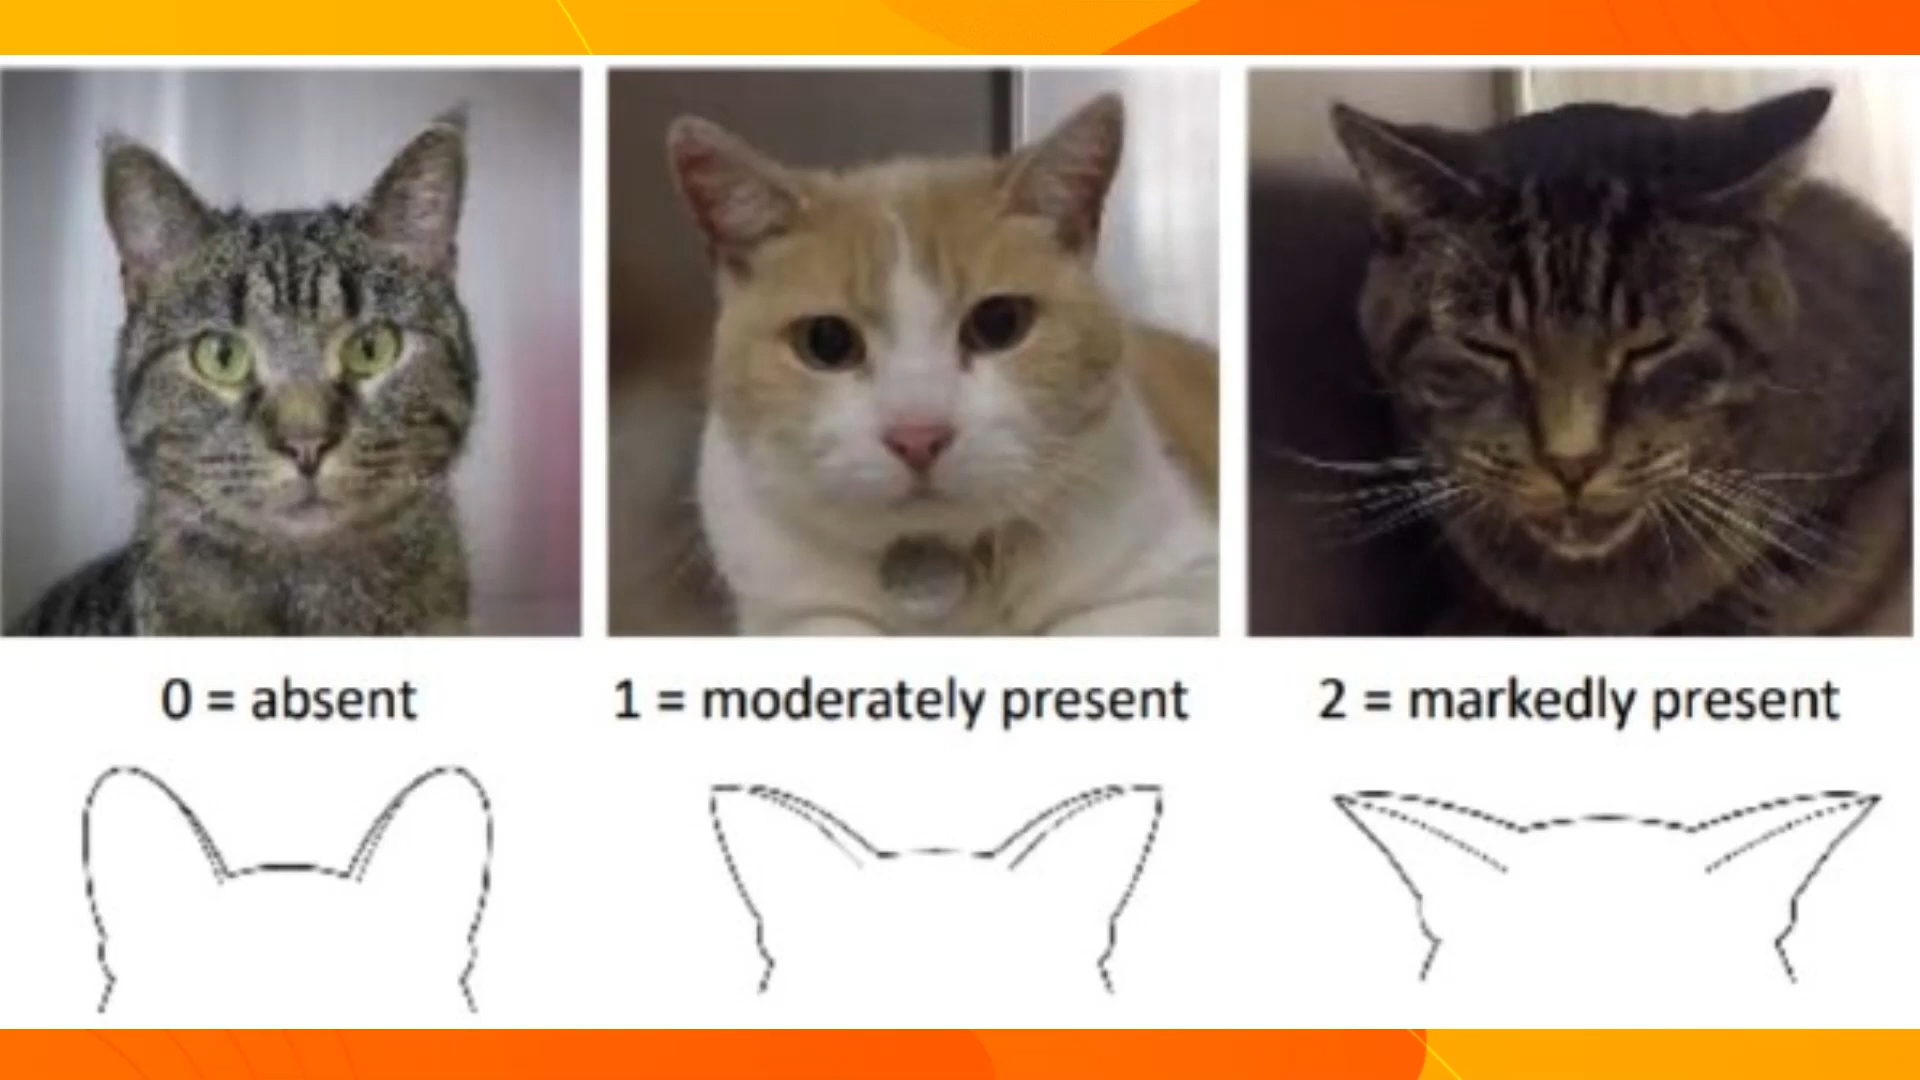 0 = absent
1 = moderately present
2 = markedly present